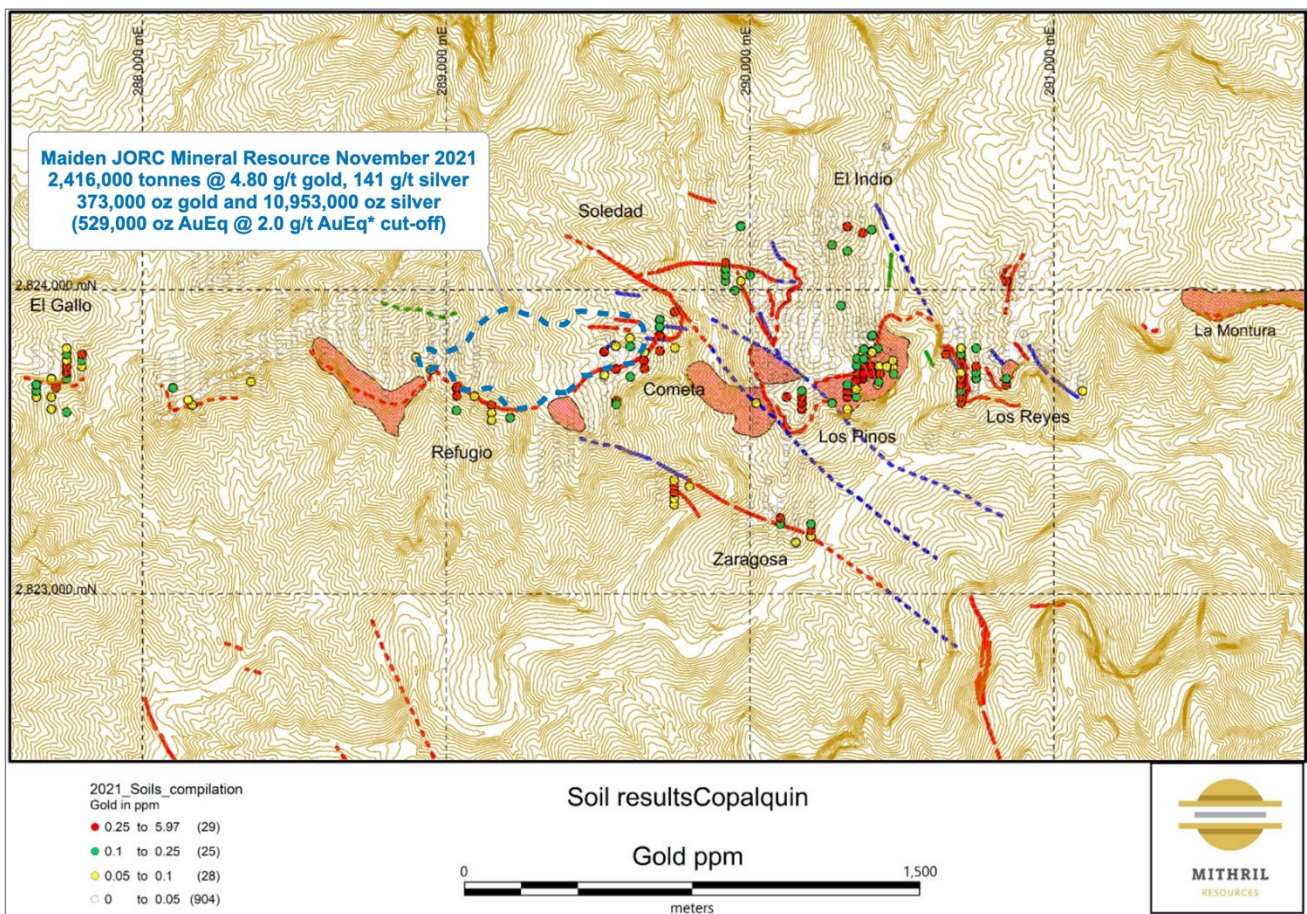 288,000 mE
289,000 mE
290,000 mE
291,000 mE
Maiden JORC Mineral Resource November 2021
2,416,000 tonnes @ 4.80 g/t gold, 141 g/t silver
373,000 oz gold and 10,953,000 oz silver
(529,000 oz AuEq @ 2.0 g/t AuEq* cut-off)
El Indio
Soledad
2,824,000 mN
El Gallo
La Montura
Cometa
Los Reyes
Los Pinos
Refugio
Zaragosa
2,823,000 mN
2021_Soils_compilation
Gold in ppm
0.25 to 5.97 (29)
0.1 to 0.25 (25)
0.05 to 0.1 (28)
0 to 0.05 (904)
Soil resultsCopalquin
Gold ppm
0 1,500
meters
MITHRIL
RESOURCES